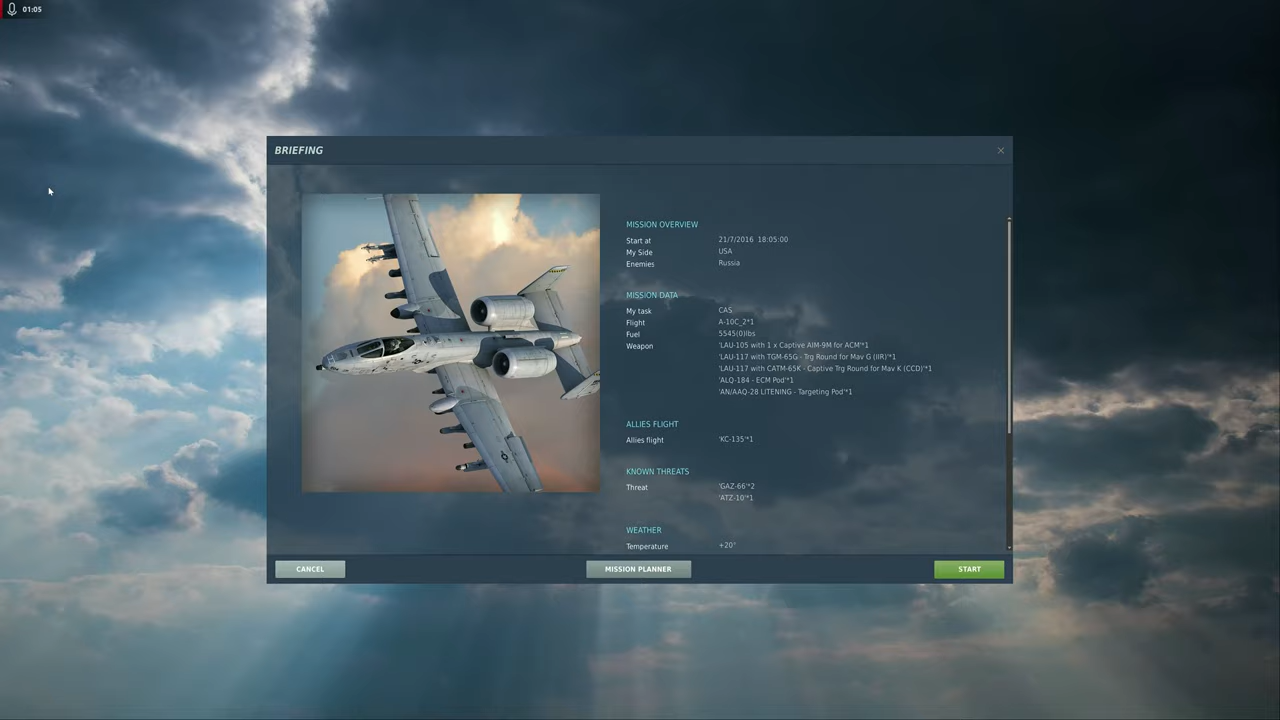 01:05
BRIEFING
MISSION OVERVIEW
Start at 21/7/2016 18:05:00
My Side USA
Enemies Russia
MISSION DATA
My task CAS
Flight A-10C_2*1
Fuel 5545(0)lbs
Weapon 'LAU-105 with 1 x Captive AIM-9M for ACM'*1
'LAU-117 with TGM-65G - Trg Round for Mav G (IIR)'*1
'LAU-117 with CATM-65K - Captive Trg Round for Mav K (CCD)'*1
'ALQ-184 - ECM Pod'*1
'AN/AAQ-28 LITENING - Targeting Pod'*1
ALLIES FLIGHT
Allies flight 'KC-135'*1
KNOWN THREATS
Threat 'GAZ-66'*2
'ATZ-10'*1
WEATHER
Temperature +20°
CANCEL MISSION PLANNER START